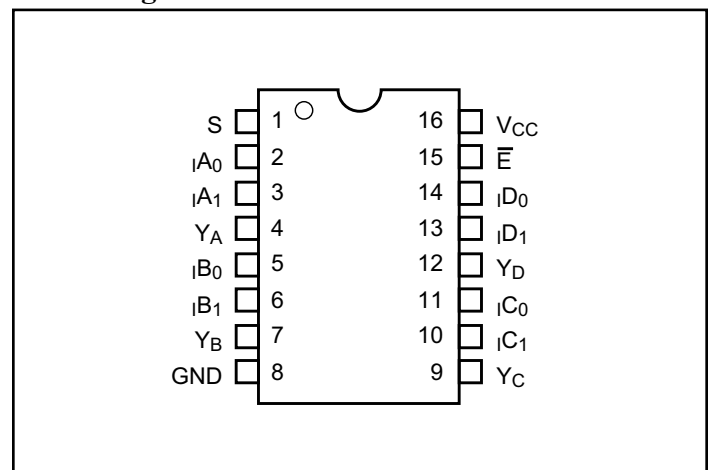 S 1 16 VCC
IA0 2 15 E̅
IA1 3 14 ID0
YA 4 13 ID1
IB0 5 12 YD
IB1 6 11 IC0
YB 7 10 IC1
GND 8 9 YC